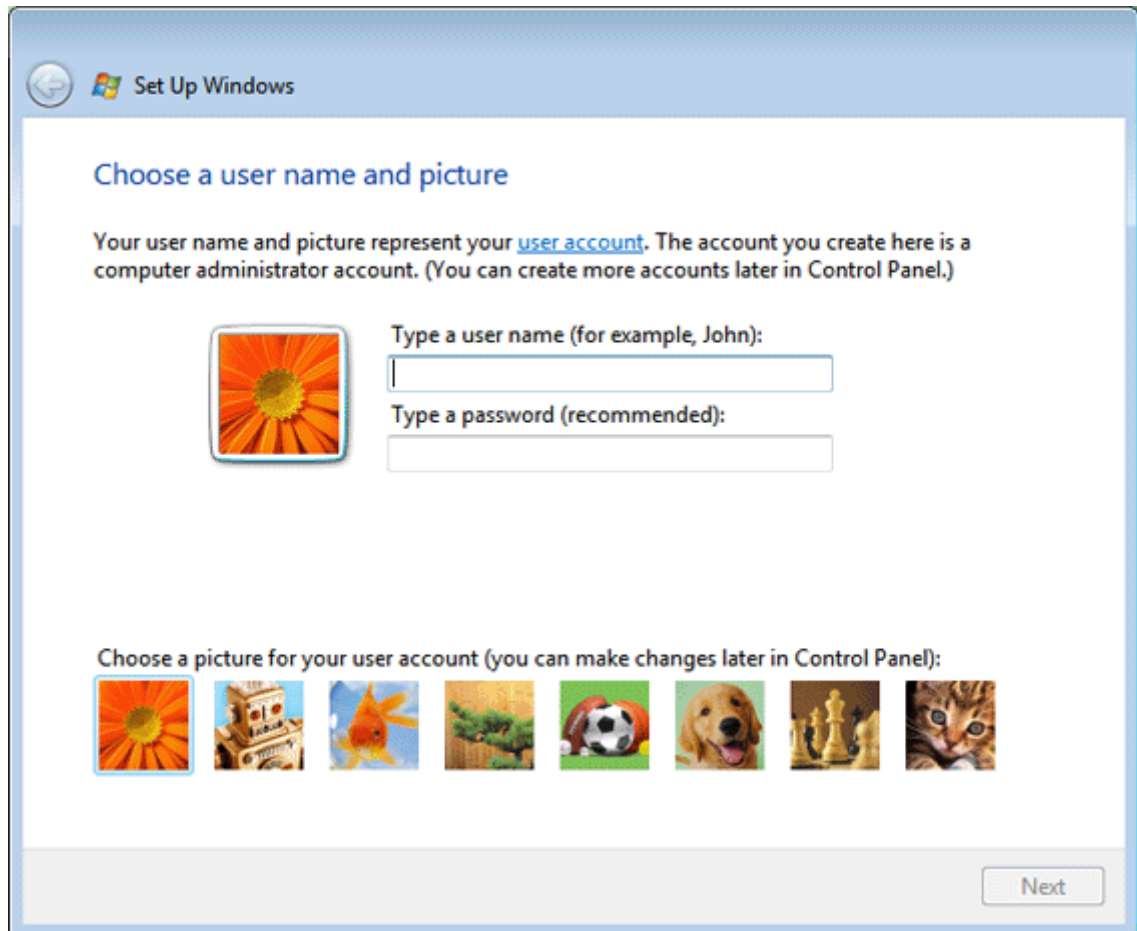 Set Up Windows
Choose a user name and picture
Your user name and picture represent your user account. The account you create here is a
computer administrator account. (You can create more accounts later in Control Panel.)
Type a user name (for example, John):
Type a password (recommended):
Choose a picture for your user account (you can make changes later in Control Panel):
Next